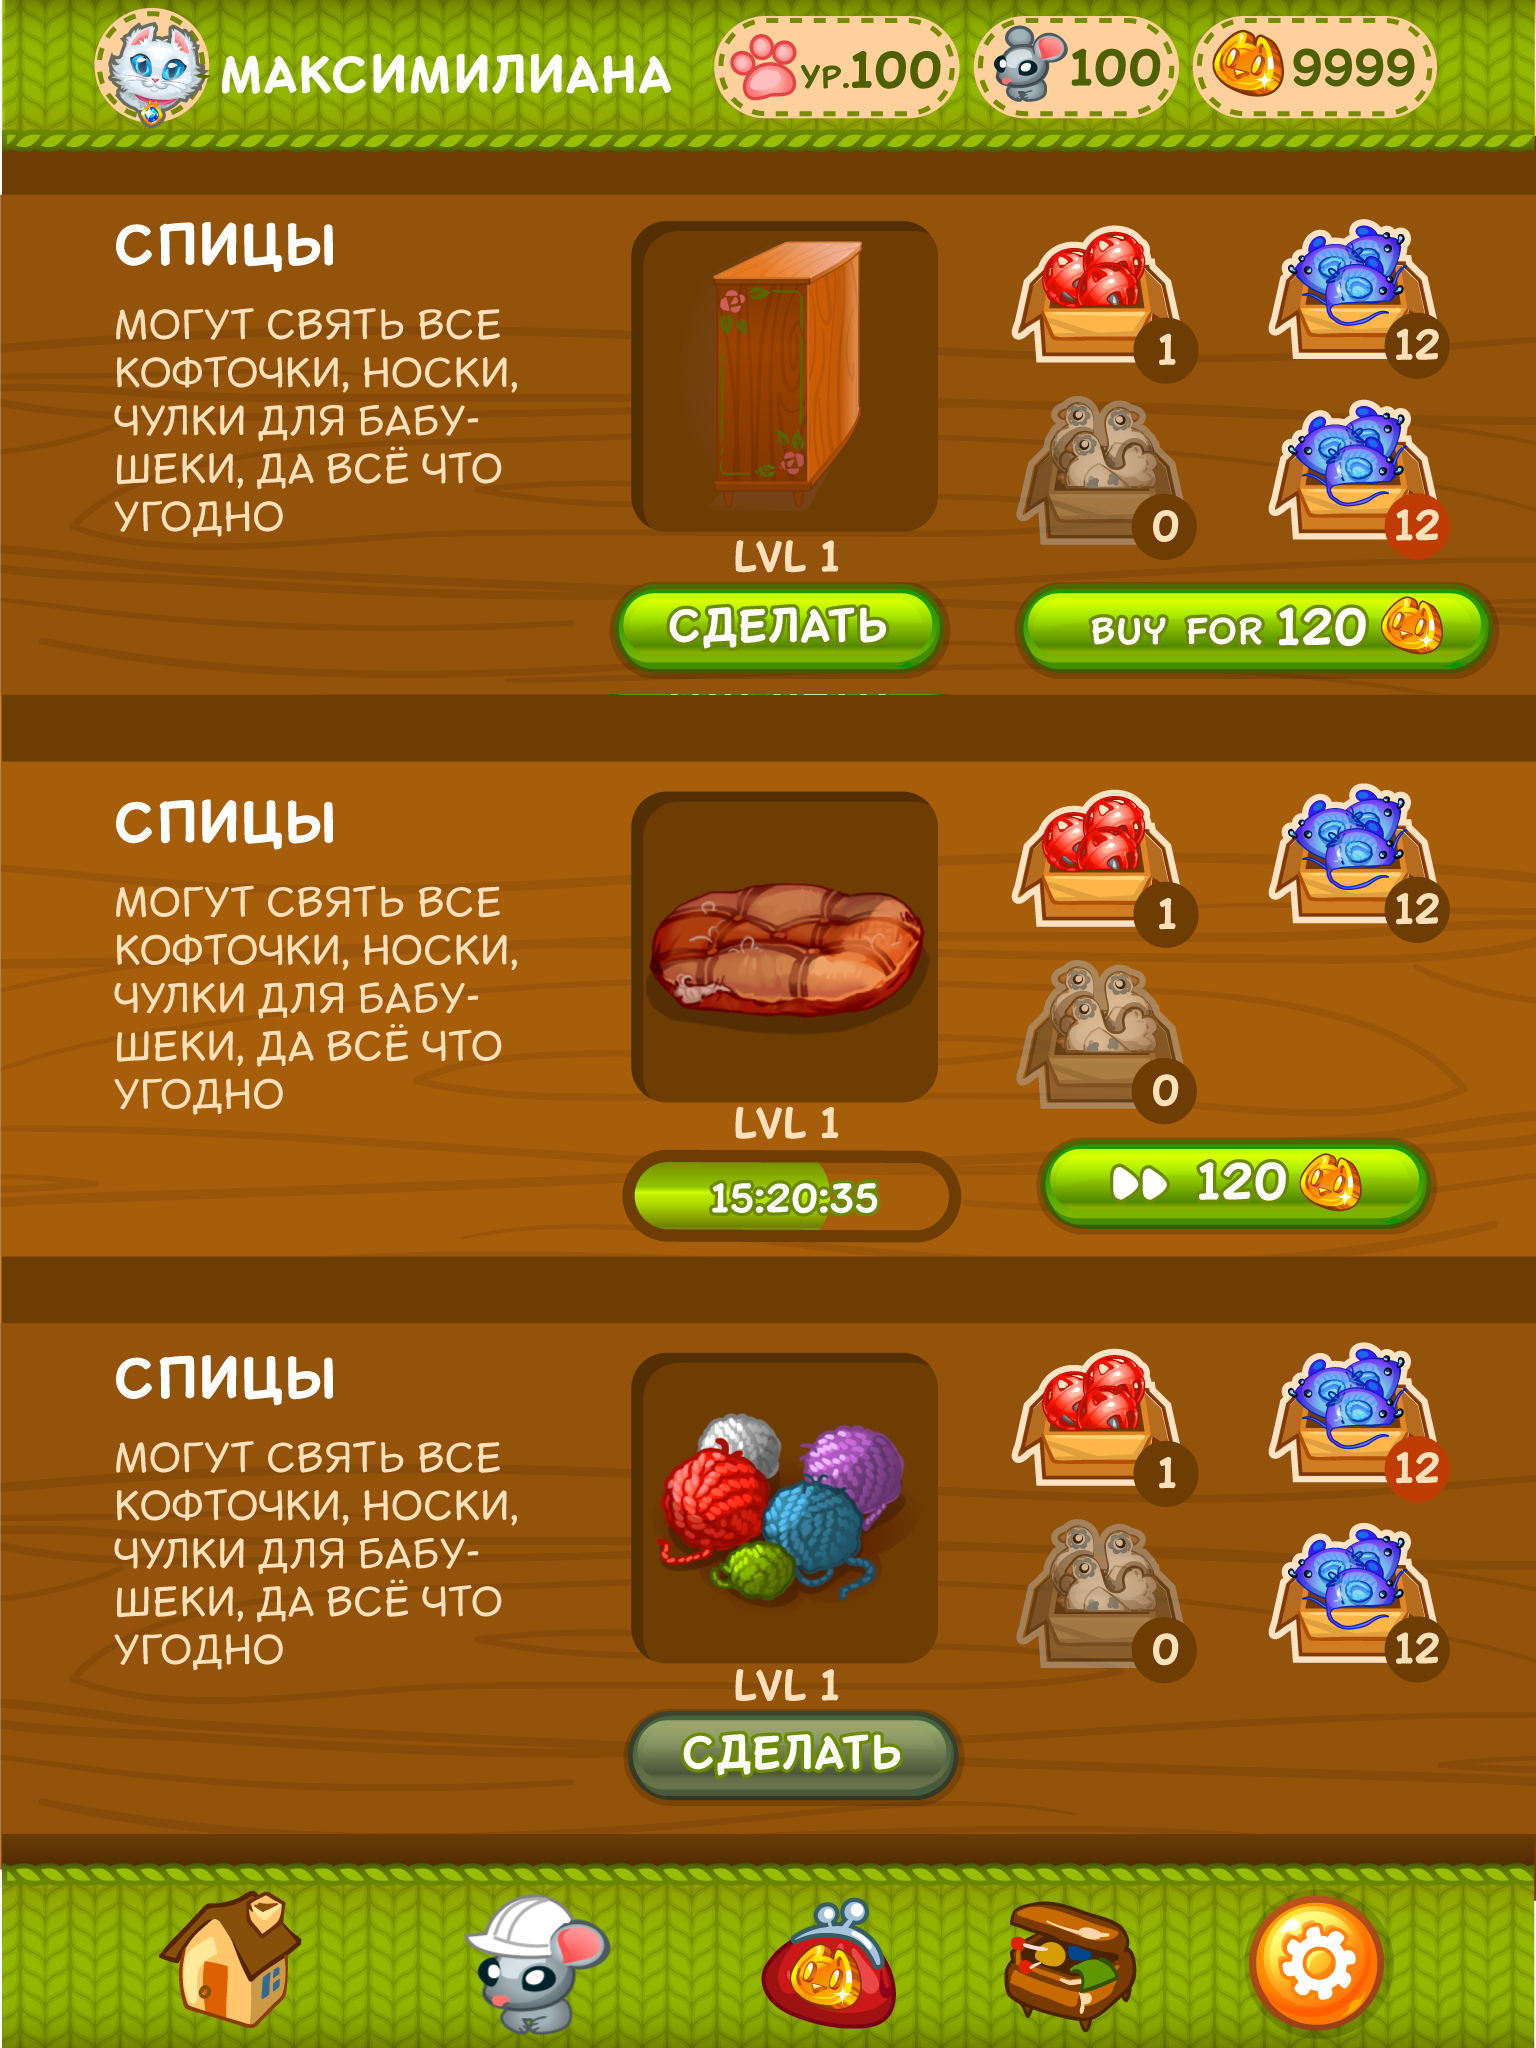 МАКСИМИЛИАНА
УР.100
100
9999
СПИЦЫ
МОГУТ СВЯТЬ ВСЕ
КОФТОЧКИ, НОСКИ,
ЧУЛКИ ДЛЯ БАБУ-
ШЕКИ, ДА ВСЁ ЧТО
УГОДНО
LVL 1
1
12
0
12
СДЕЛАТЬ
BUY FOR 120
СПИЦЫ
МОГУТ СВЯТЬ ВСЕ
КОФТОЧКИ, НОСКИ,
ЧУЛКИ ДЛЯ БАБУ-
ШЕКИ, ДА ВСЁ ЧТО
УГОДНО
LVL 1
1
12
0
15:20:35
120
СПИЦЫ
МОГУТ СВЯТЬ ВСЕ
КОФТОЧКИ, НОСКИ,
ЧУЛКИ ДЛЯ БАБУ-
ШЕКИ, ДА ВСЁ ЧТО
УГОДНО
LVL 1
1
12
0
12
СДЕЛАТЬ